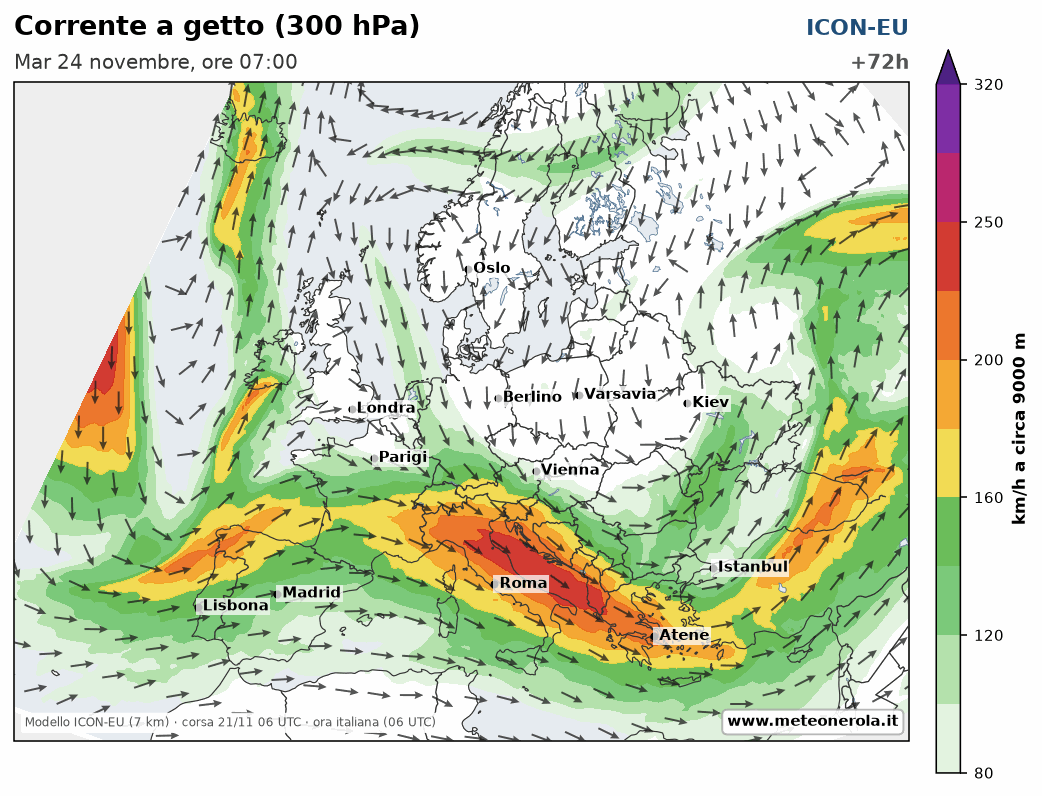 Corrente a getto (300 hPa)
ICON-EU
Mar 24 novembre, ore 07:00
+72h
320
250
200
160
120
80
km/h a circa 9000 m
Oslo
Londra
Berlino
Varsavia
Kiev
Parigi
Vienna
Istanbul
Roma
Madrid
Lisbona
Atene
Modello ICON-EU (7 km) · corsa 21/11 06 UTC · ora italiana (06 UTC)
www.meteonerola.it